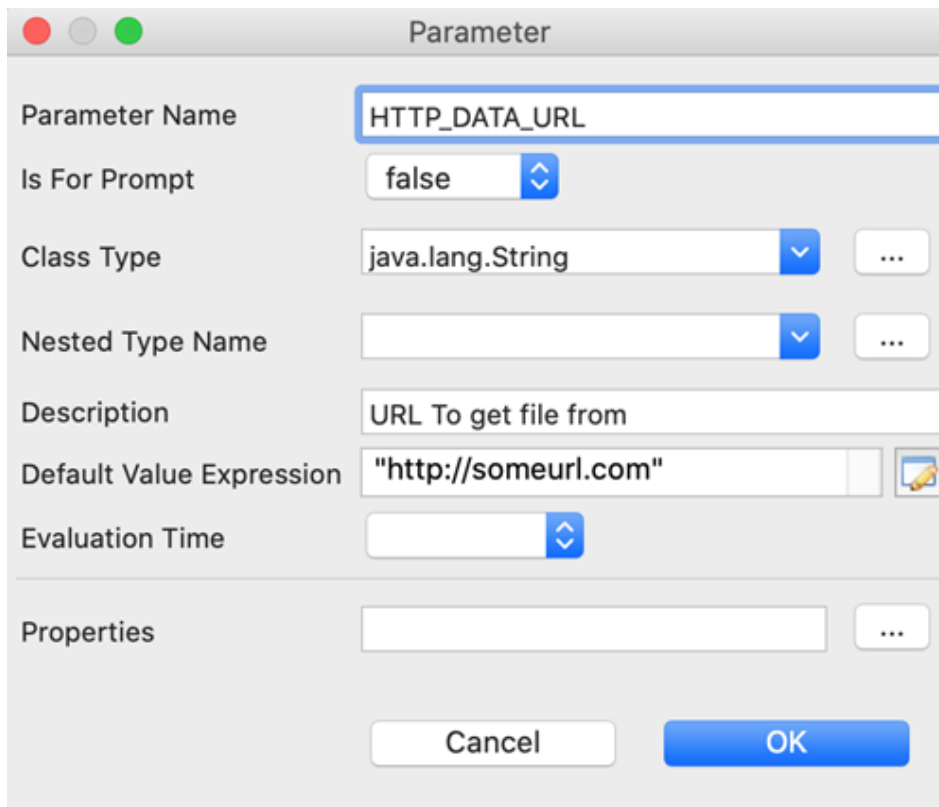 Parameter
Parameter Name HTTP_DATA_URL
Is For Prompt false
Class Type java.lang.String ...
Nested Type Name ...
Description URL To get file from
Default Value Expression "http://someurl.com"
Evaluation Time
Properties ...
Cancel OK